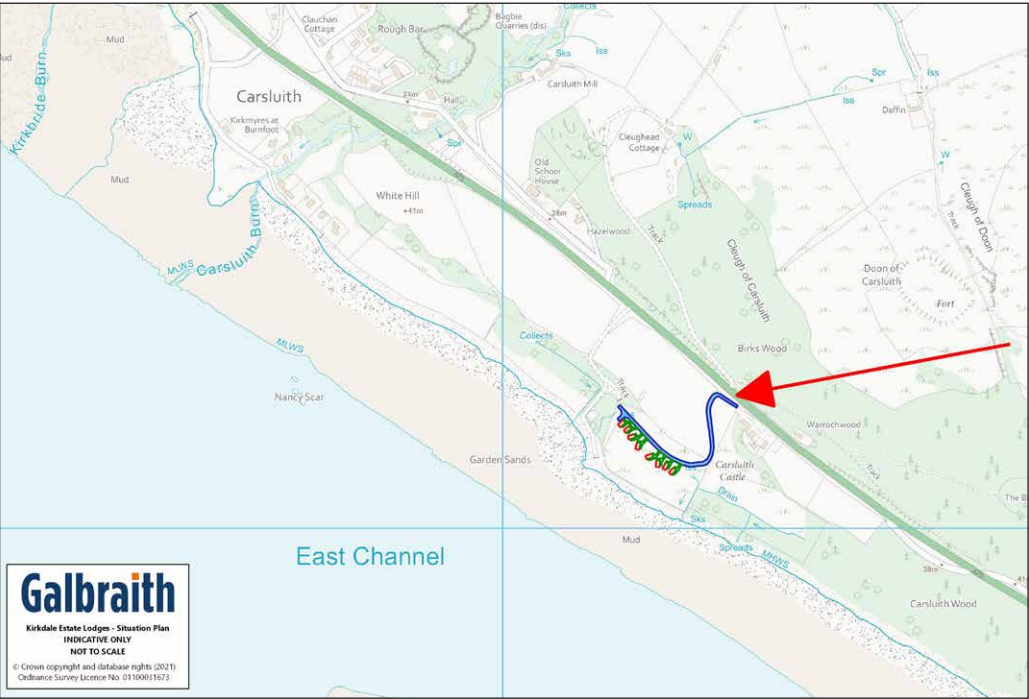 Clauchan
Cottage
Rough Bar
Bagbie
Quarries (dis)
Collects
Mud
Sks
Iss
Spr
Iss
Kirkbride Burn
Carsluith
24m
Hall
Carsluith Mill
Iss
Daffin
Kirkmyres at
Burnfoot
Spr
Cleughead
Cottage
W
W
Mud
Old
School
House
White Hill
+41m
28m
Spreads
Cleugh of Doon
Track
Hazelwood
Track
Carsluith Burn
MLWS
Cleugh of Carsluith
Doon of
Carsluith
Fort
Collects
MLWS
Birks Wood
Track
Nancy Scar
Warrochwood
Garden Sands
Carsluith
Castle
Track
Drain
The B
Sks
Mud
Spreads
MHWS
East Channel
38m
A75
Carsluith Wood
Galbraith
Kirkdale Estate Lodges - Situation Plan
INDICATIVE ONLY
NOT TO SCALE
© Crown copyright and database rights (2021)
Ordnance Survey Licence No. 01100031673